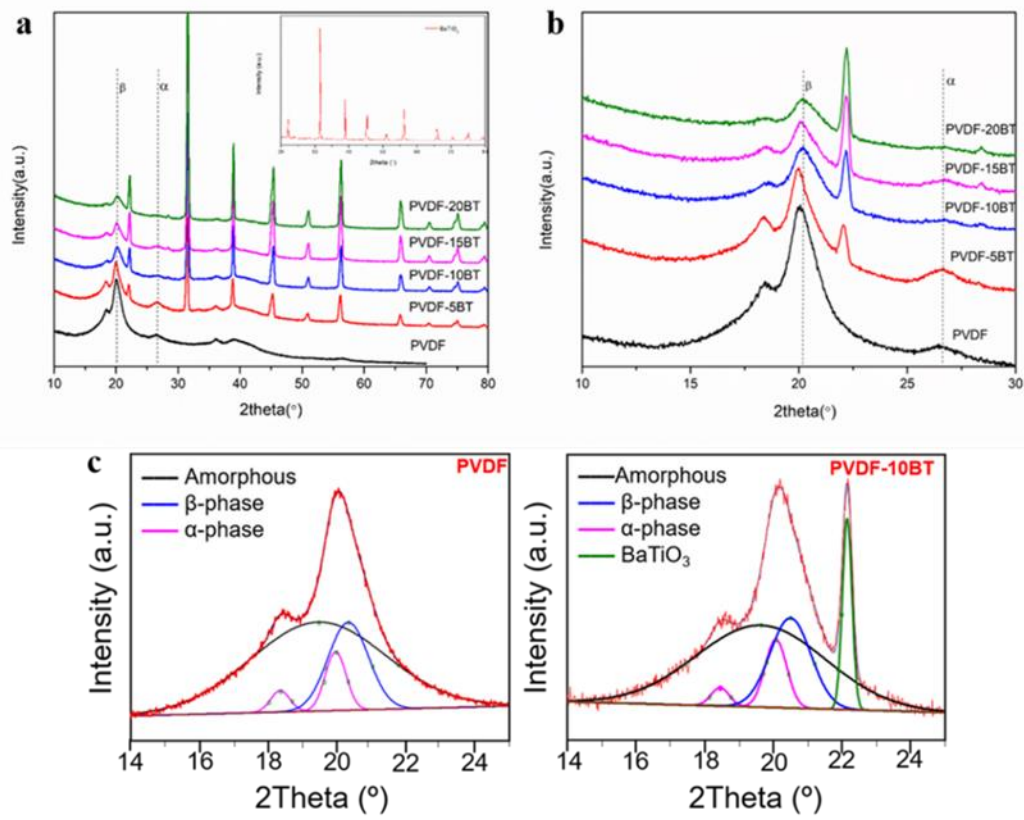 a
Intensity(a.u.)
β
α
Intensity (a.u.)
BaTiO3
2theta (°)
PVDF-20BT
PVDF-15BT
PVDF-10BT
PVDF-5BT
PVDF
10 20 30 40 50 60 70 80
2theta(°)
b
Intensity(a.u.)
β
α
PVDF-20BT
PVDF-15BT
PVDF-10BT
PVDF-5BT
PVDF
10 15 20 25 30
2theta(°)
c
Intensity (a.u.)
PVDF
Amorphous
β-phase
α-phase
14 16 18 20 22 24
2Theta (º)
Intensity (a.u.)
PVDF-10BT
Amorphous
β-phase
α-phase
BaTiO3
14 16 18 20 22 24
2Theta (º)